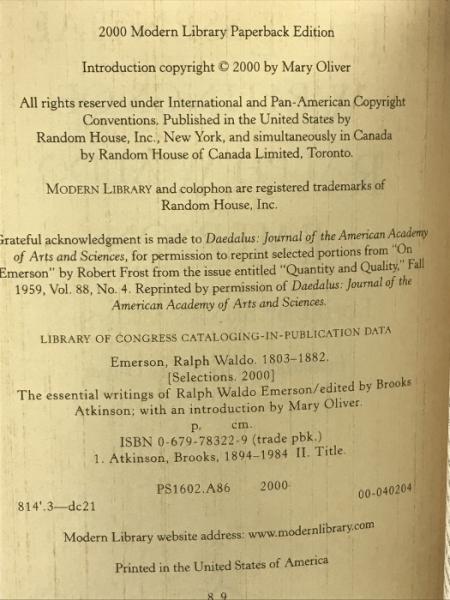 2000 Modern Library Paperback Edition
Introduction copyright © 2000 by Mary Oliver
All rights reserved under International and Pan-American Copyright
Conventions. Published in the United States by
Random House, Inc., New York, and simultaneously in Canada
by Random House of Canada Limited, Toronto.
MODERN LIBRARY and colophon are registered trademarks of
Random House, Inc.
Grateful acknowledgment is made to Daedalus: Journal of the American Academy
of Arts and Sciences, for permission to reprint selected portions from "On
Emerson" by Robert Frost from the issue entitled "Quantity and Quality," Fall
1959, Vol. 88, No. 4. Reprinted by permission of Daedalus: Journal of the
American Academy of Arts and Sciences.
LIBRARY OF CONGRESS CATALOGING-IN-PUBLICATION DATA
Emerson, Ralph Waldo. 1803–1882.
[Selections. 2000]
The essential writings of Ralph Waldo Emerson/edited by Brooks
Atkinson; with an introduction by Mary Oliver.
p. cm.
ISBN 0-679-78322-9 (trade pbk.)
1. Atkinson, Brooks, 1894–1984 II. Title.
PS1602.A86 2000
00-040204
814'.3—dc21
Modern Library website address: www.modernlibrary.com
Printed in the United States of America
8 9